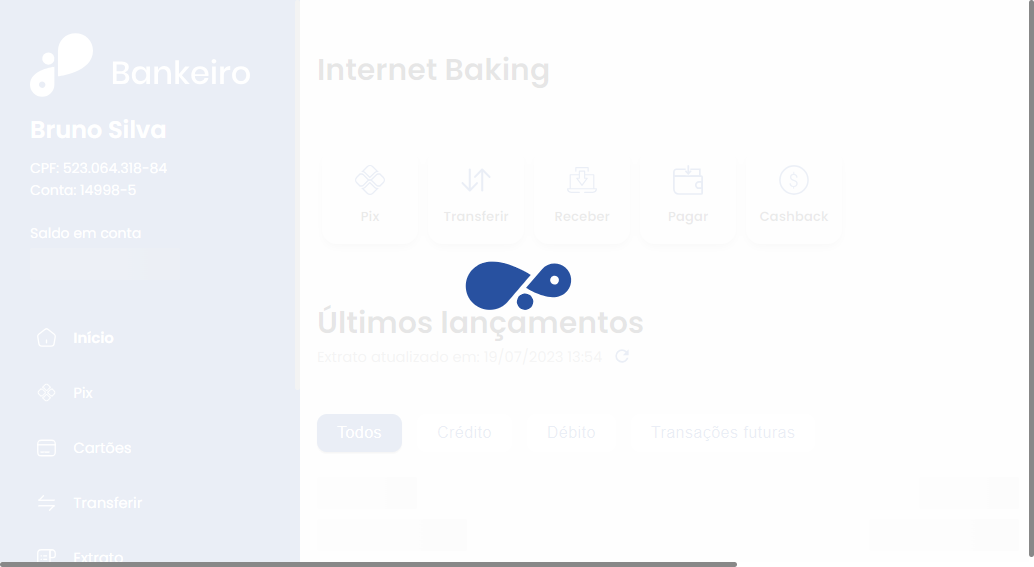 Bankeiro
Bruno Silva
CPF: 523.064.318-84
Conta: 14998-5
Saldo em conta
Início
Pix
Cartões
Transferir
Extrato
Internet Baking
Pix
Transferir
Receber
Pagar
Cashback
Últimos lançamentos
Extrato atualizado em: 19/07/2023 13:54
Todos
Crédito
Débito
Transações futuras